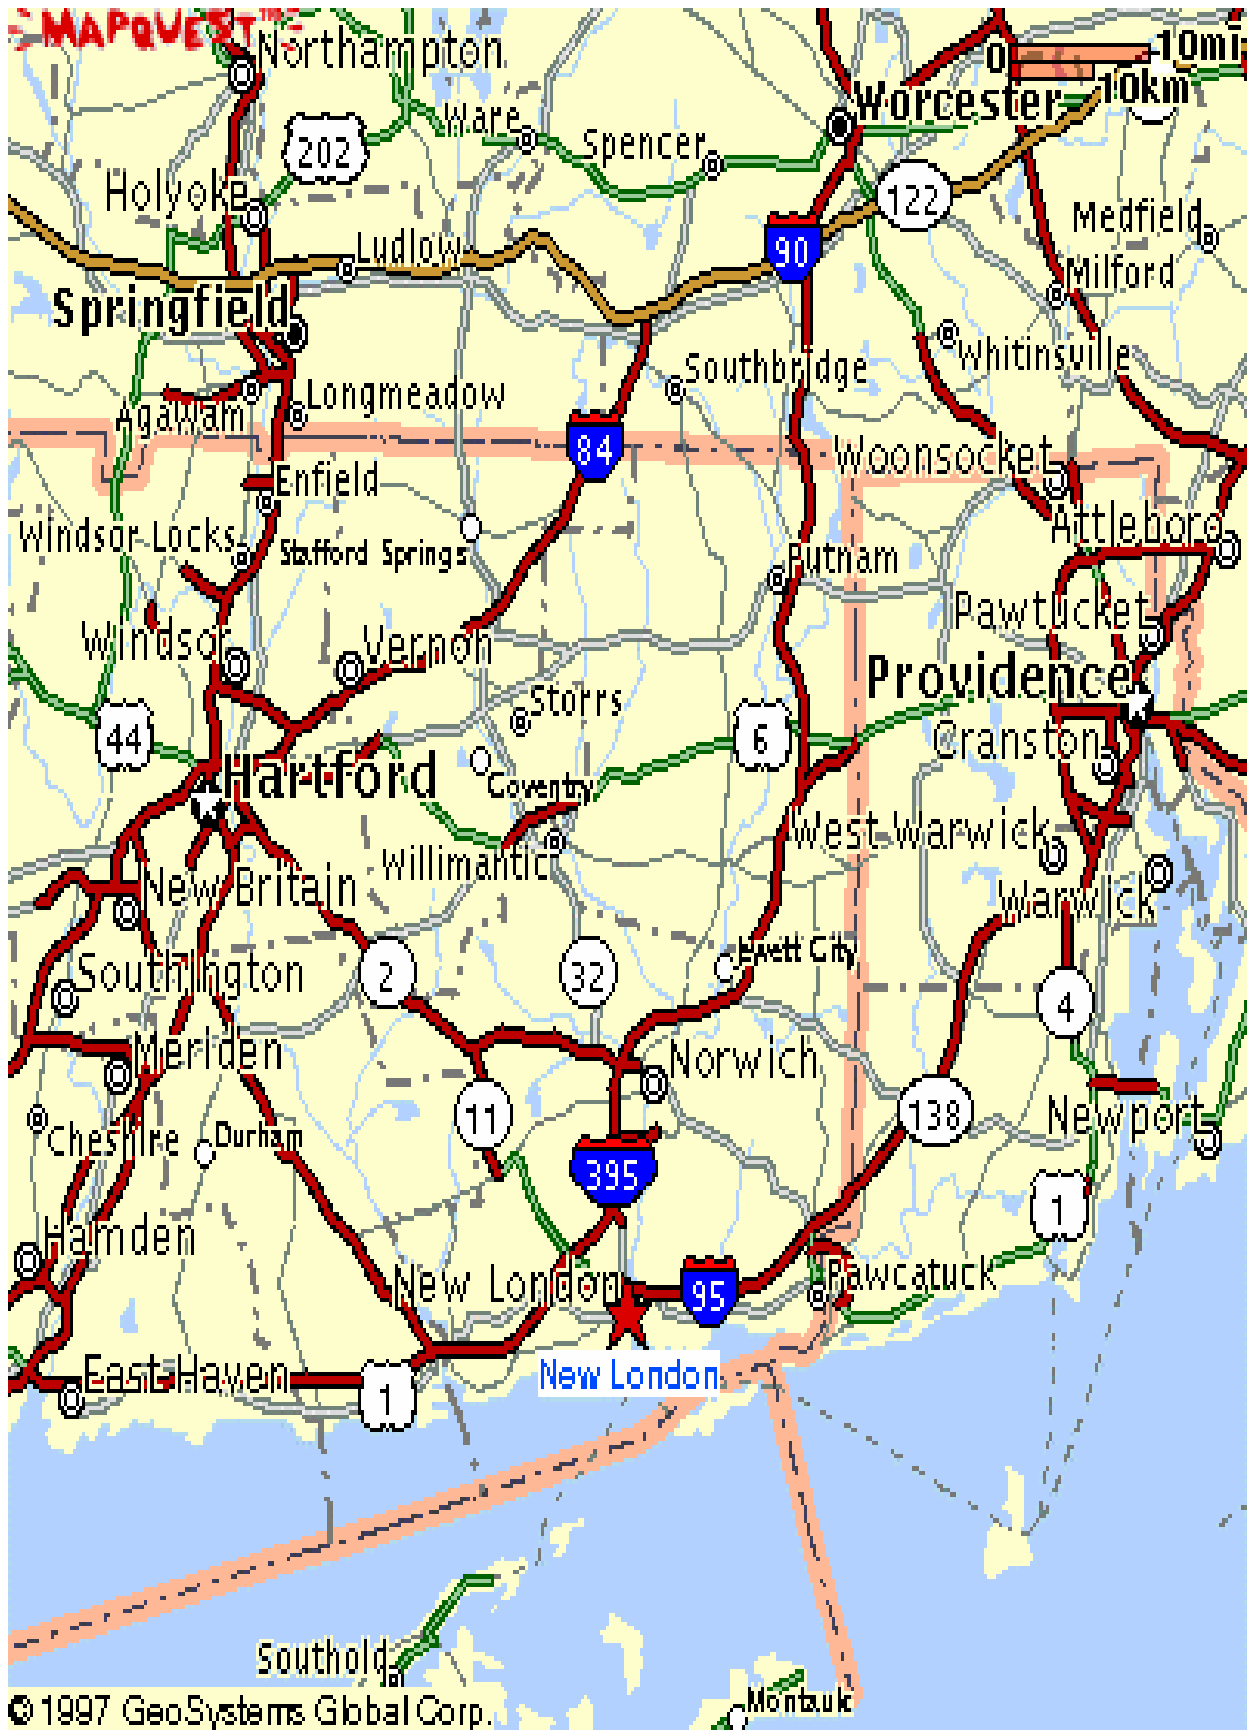 MAPQUEST™
Northampton
0 10mi
10km
Worcester
Ware
Spencer
202
Holyoke
122
Medfield
Ludlow
90
Milford
Springfield
Whitinsville
Southbridge
Longmeadow
Agawam
84
Woonsocket
Enfield
Attleboro
Windsor Locks
Stafford Springs
Putnam
Pawtucket
Windsor
Vernon
Providence
Storrs
44
6
Cranston
Hartford
Coventry
West Warwick
Willimantic
New Britain
Warwick
Jewett City
Southington
2
32
4
Meriden
Norwich
11
138
Newport
Cheshire
Durham
395
1
Hamden
New London
95
Pawcatuck
East Haven
New London
1
Southold
Montauk
© 1997 GeoSystems Global Corp.